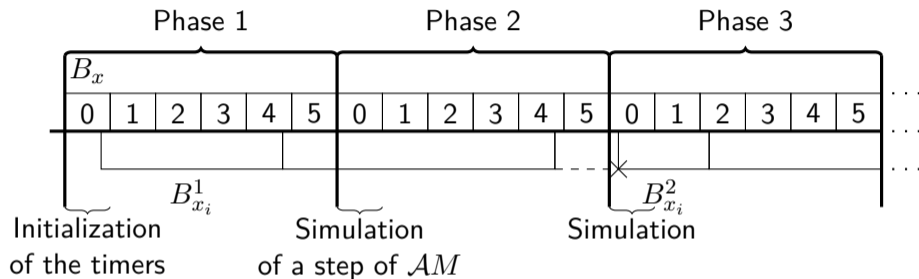 Phase 1 Phase 2 Phase 3
B_x
0 1 2 3 4 5 0 1 2 3 4 5 0 1 2 3 4 5 . . .
. . .
B^1_{x_i} B^2_{x_i}
Initialization Simulation Simulation
of the timers of a step of 𝒜ℳ